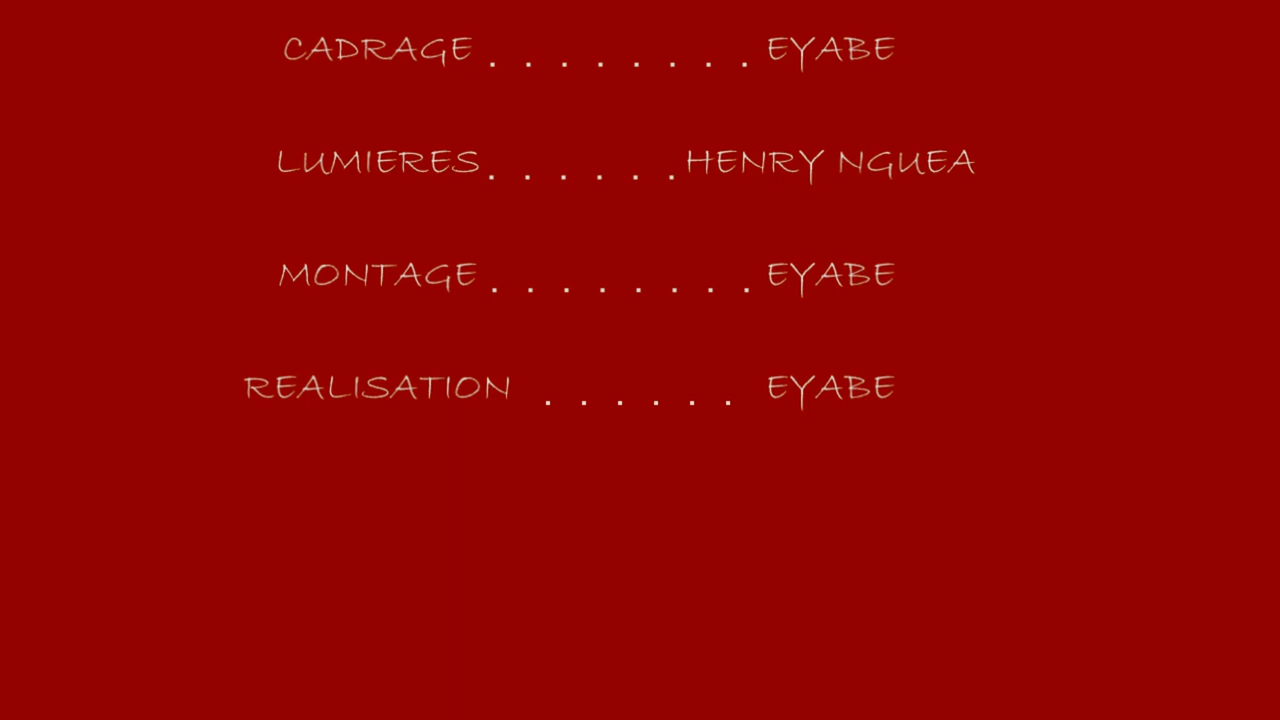 CADRAGE . . . . . . . . EYABE
LUMIERES . . . . . . HENRY NGUEA
MONTAGE . . . . . . . . EYABE
REALISATION . . . . . . EYABE